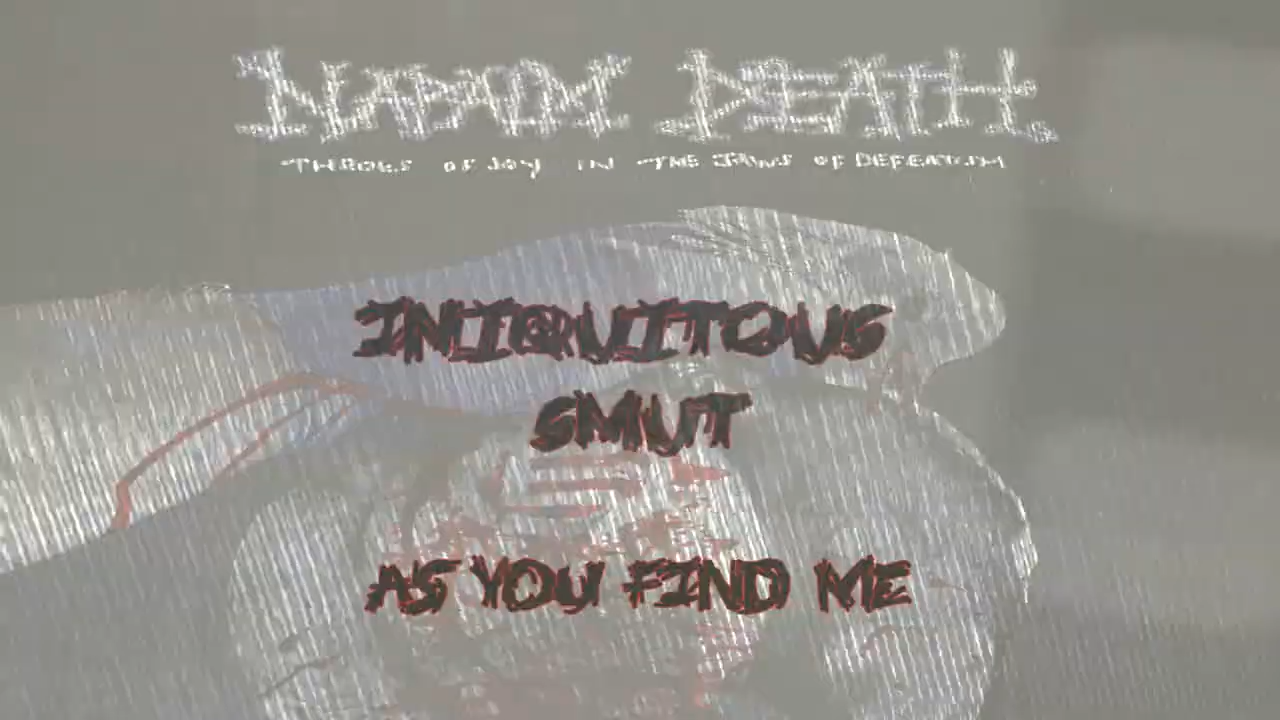 NAPALM DEATH
THROES OF JOY IN THE JAWS OF DEFEATISM
INIQUITOUS
SMUT
AS YOU FIND ME